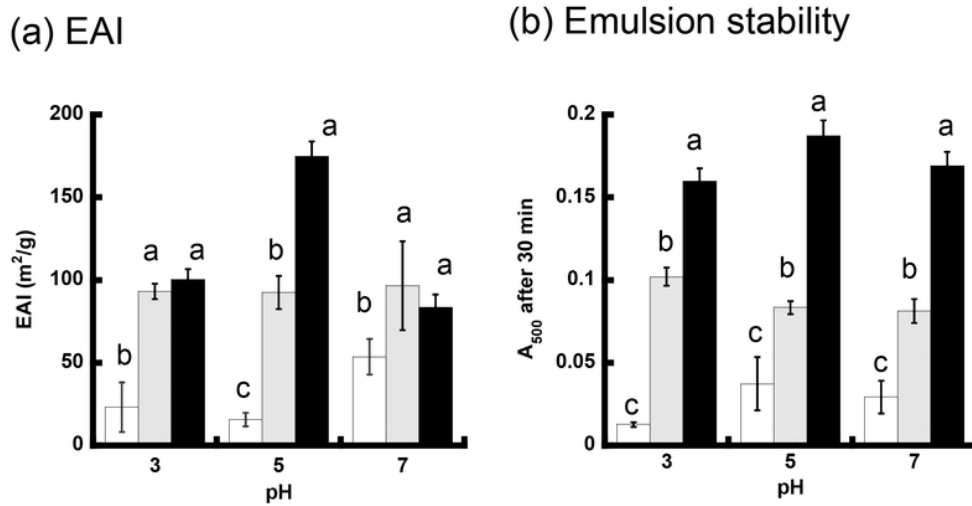 (a) EAI
200
150
100
50
0
EAI (m²/g)
b
a
a
c
b
a
b
a
a
3
5
7
pH
(b) Emulsion stability
0.2
0.15
0.1
0.05
0
A₅₀₀ after 30 min
c
b
a
c
b
a
c
b
a
3
5
7
pH